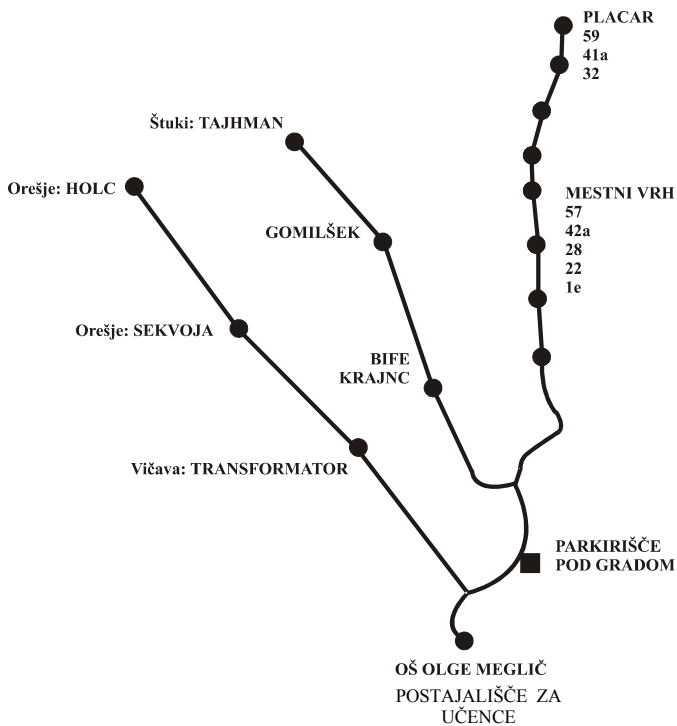 PLACAR
59
41a
32
Štuki: TAJHMAN
Orešje: HOLC
MESTNI VRH
57
42a
28
22
1e
GOMILŠEK
Orešje: SEKVOJA
BIFE
KRAJNC
Vičava: TRANSFORMATOR
PARKIRIŠČE
POD GRADOM
OŠ OLGE MEGLIČ
POSTAJALIŠČE ZA
UČENCE